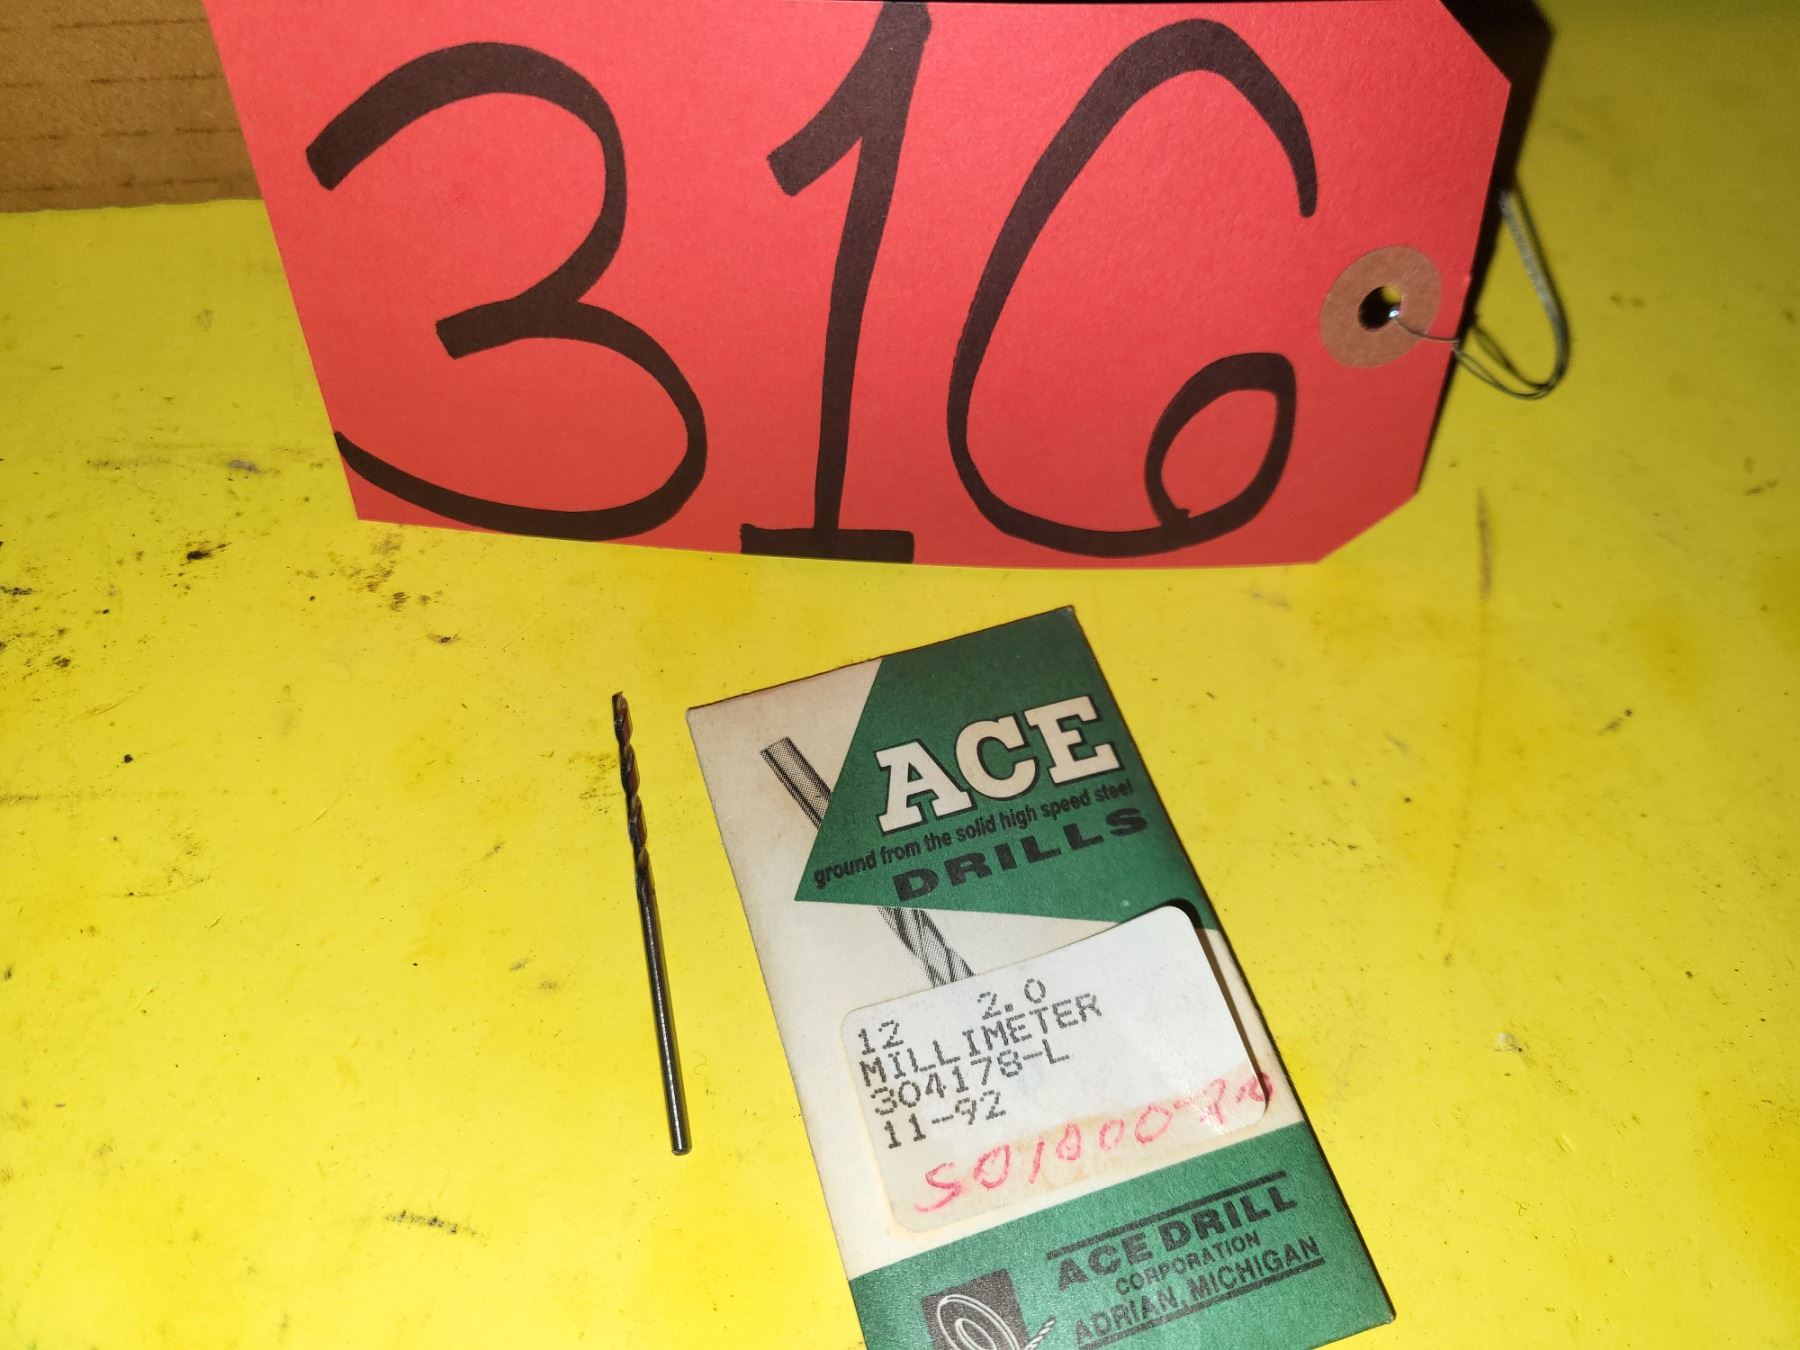 316
ACE
ground from the solid high speed steel
DRILLS
12 2.0
MILLIMETER
304178-L
11-92
ACE DRILL
CORPORATION
ADRIAN, MICHIGAN